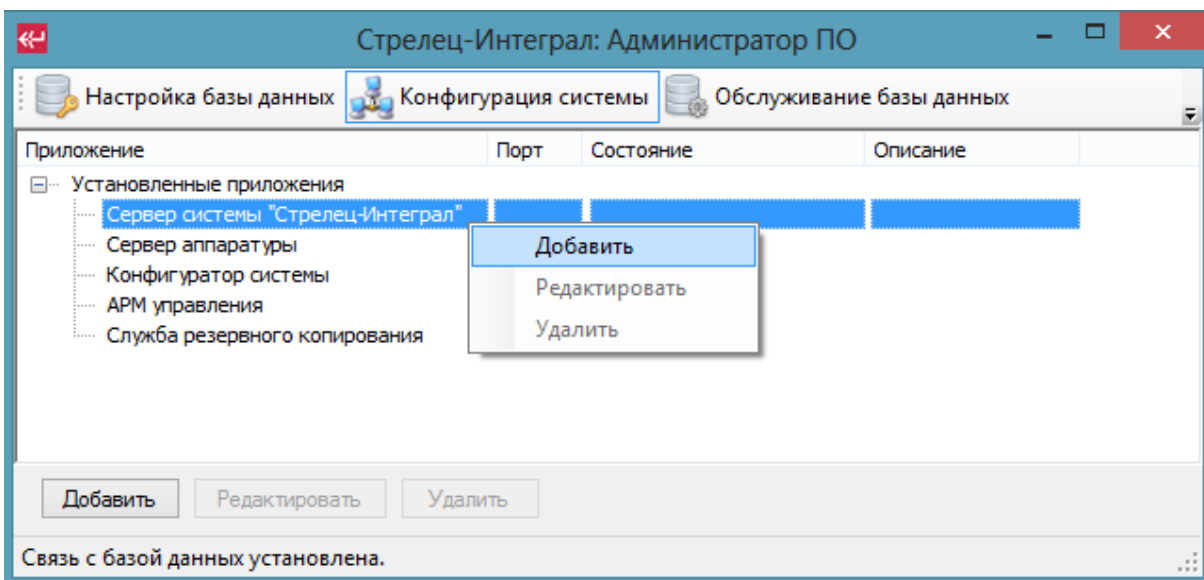 Стрелец-Интеграл: Администратор ПО
Настройка базы данных Конфигурация системы Обслуживание базы данных
Приложение Порт Состояние Описание
Установленные приложения
Сервер системы "Стрелец-Интеграл"
Добавить
Сервер аппаратуры
Конфигуратор системы
Редактировать
АРМ управления
Удалить
Служба резервного копирования
Добавить Редактировать Удалить
Связь с базой данных установлена.